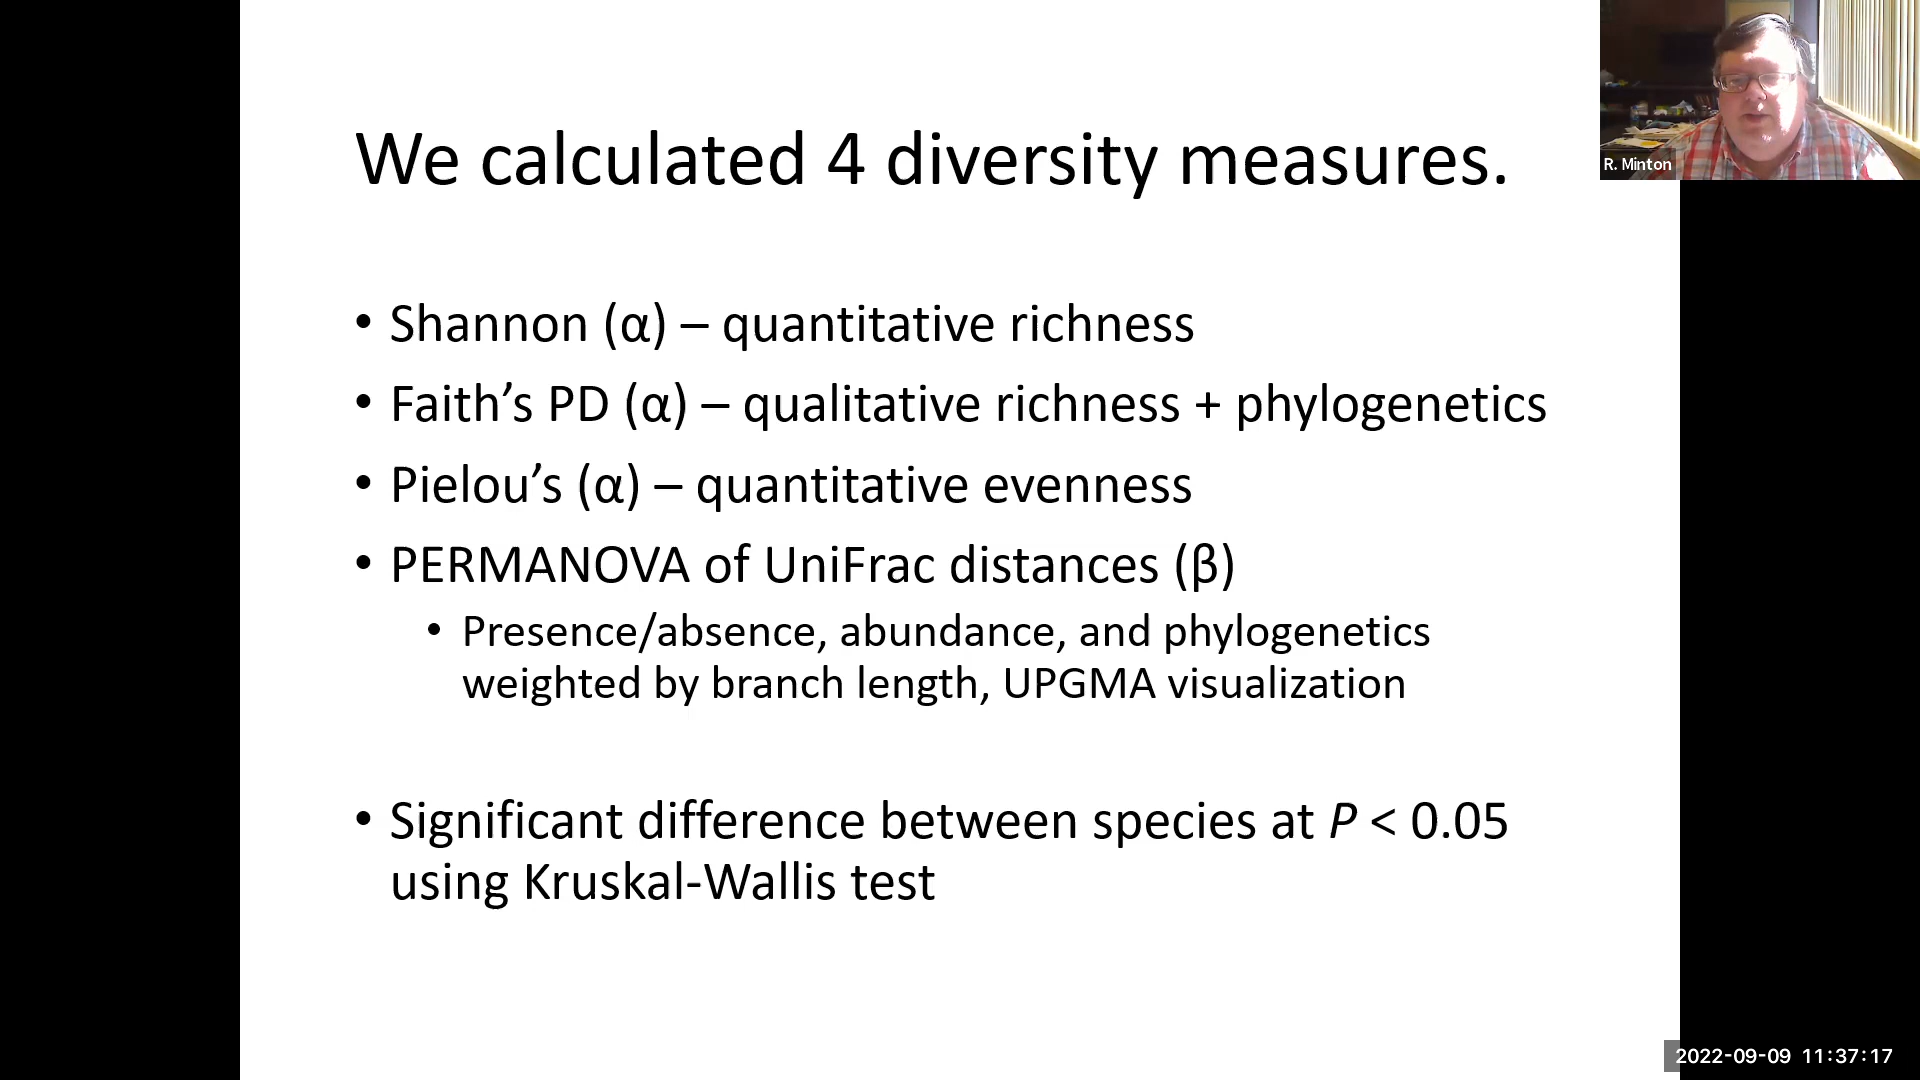 We calculated 4 diversity measures.
R. Minton
• Shannon (α) – quantitative richness
• Faith’s PD (α) – qualitative richness + phylogenetics
• Pielou’s (α) – quantitative evenness
• PERMANOVA of UniFrac distances (β)
• Presence/absence, abundance, and phylogenetics
weighted by branch length, UPGMA visualization
• Significant difference between species at P < 0.05
using Kruskal-Wallis test
2022-09-09 11:37:17